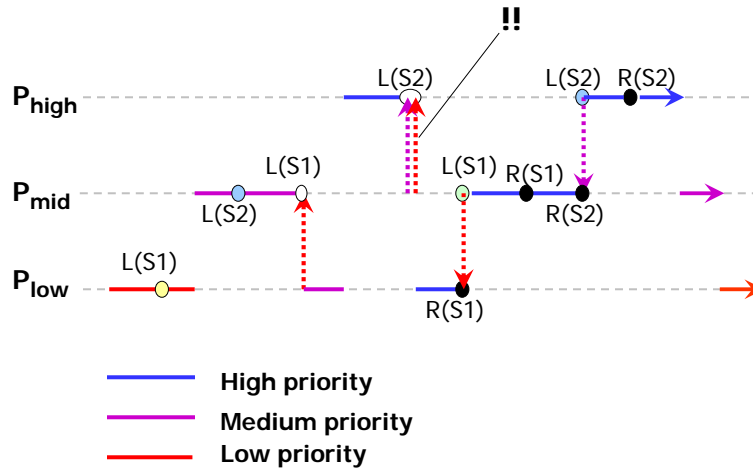 !!
L(S2) L(S2) R(S2)
P_high
L(S1) L(S1) R(S1)
P_mid
L(S2) R(S2)
L(S1)
P_low
R(S1)
High priority
Medium priority
Low priority